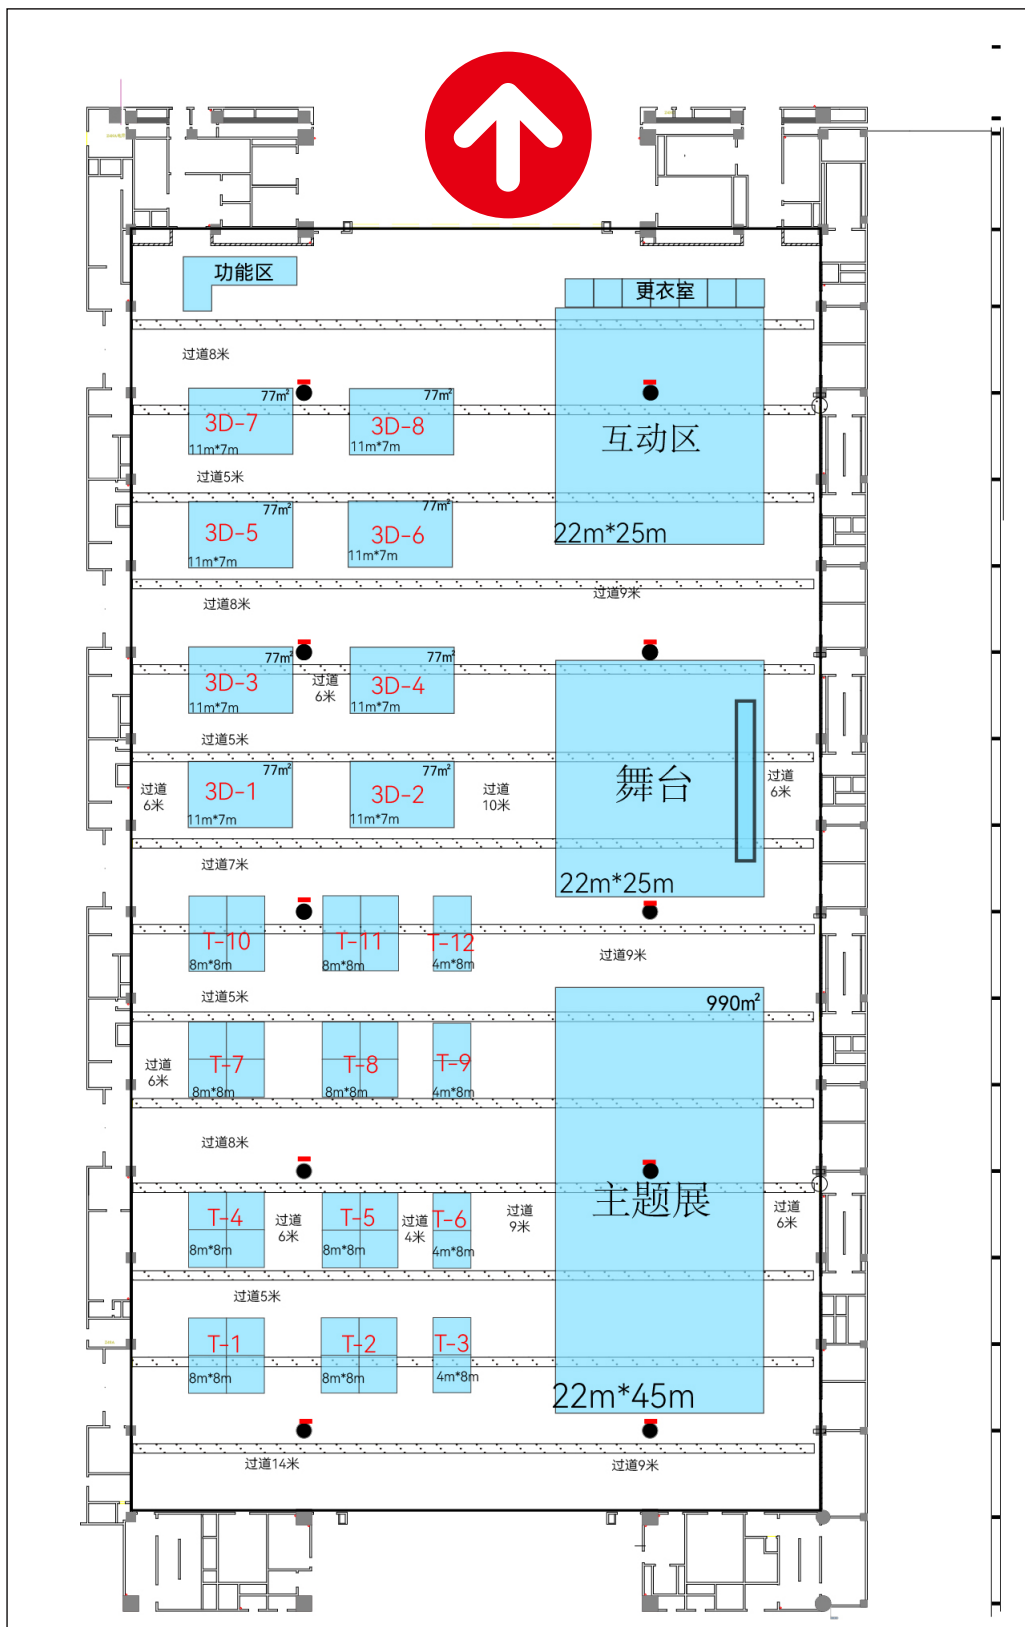 功能区
更衣室
过道8米
77m²
3D-7
11m*7m
77m²
3D-8
11m*7m
互动区
22m*25m
过道5米
77m²
3D-5
11m*7m
77m²
3D-6
11m*7m
过道8米
过道9米
77m²
3D-3
11m*7m
过道
6米
77m²
3D-4
11m*7m
过道5米
过道
6米
77m²
3D-1
11m*7m
77m²
3D-2
11m*7m
过道
10米
舞台
22m*25m
过道
6米
过道7米
T-10
8m*8m
T-11
8m*8m
T-12
4m*8m
过道9米
过道5米
过道
6米
T-7
8m*8m
T-8
8m*8m
T-9
4m*8m
990m²
主题展
22m*45m
过道8米
T-4
8m*8m
过道
6米
T-5
8m*8m
过道
4米
T-6
4m*8m
过道
9米
过道
6米
过道5米
T-1
8m*8m
T-2
8m*8m
T-3
4m*8m
过道14米
过道9米